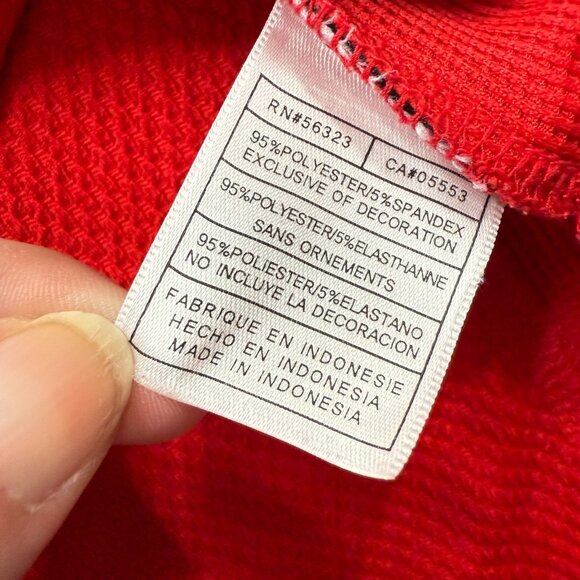 RN#56323
CA#05553
95%POLYESTER/5%SPANDEX
EXCLUSIVE OF DECORATION
95%POLYESTER/5%ELASTHANNE
SANS ORNEMENTS
95%POLIESTER/5%ELASTANO
NO INCLUYE LA DECORACION
FABRIQUE EN INDONESIE
HECHO EN INDONESIA
MADE IN INDONESIA